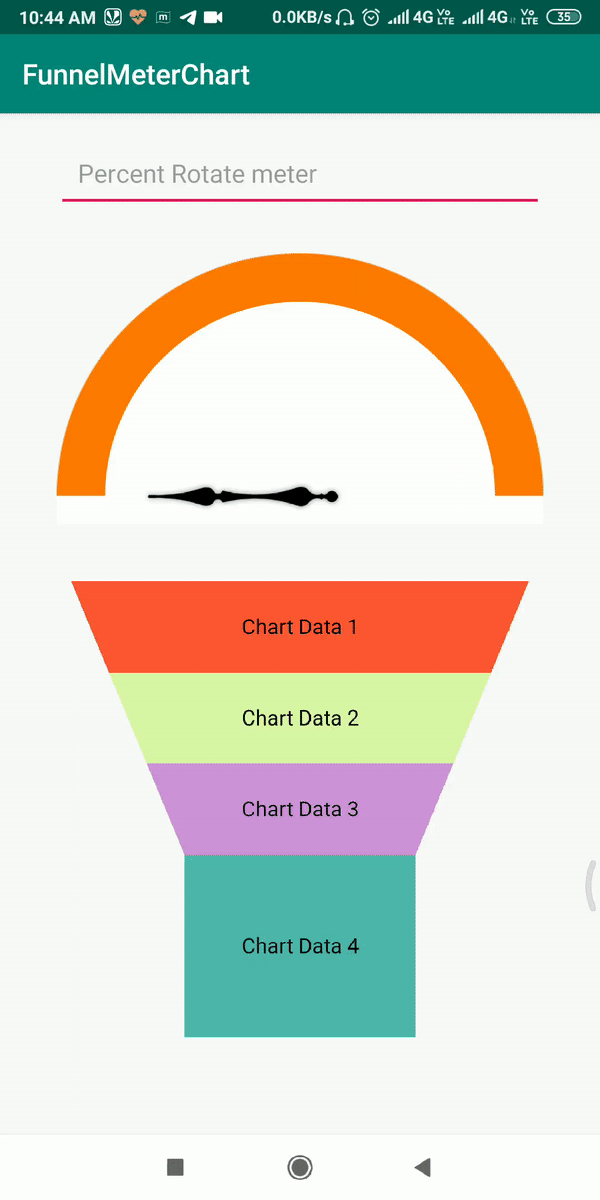 10:44 AM m 0.0KB/s 4G Vo LTE 4G Vo LTE 35
FunnelMeterChart
Percent Rotate meter
Chart Data 1
Chart Data 2
Chart Data 3
Chart Data 4